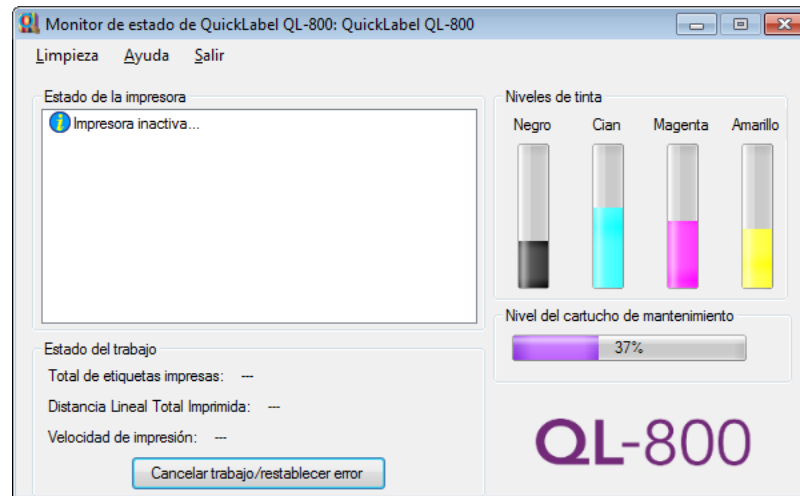 Monitor de estado de QuickLabel QL-800: QuickLabel QL-800
Limpieza Ayuda Salir
Estado de la impresora
Impresora inactiva...
Niveles de tinta
Negro Cian Magenta Amarillo
Nivel del cartucho de mantenimiento
37%
Estado del trabajo
Total de etiquetas impresas: ---
Distancia Lineal Total Imprimida: ---
Velocidad de impresión: ---
Cancelar trabajo/restablecer error
QL-800